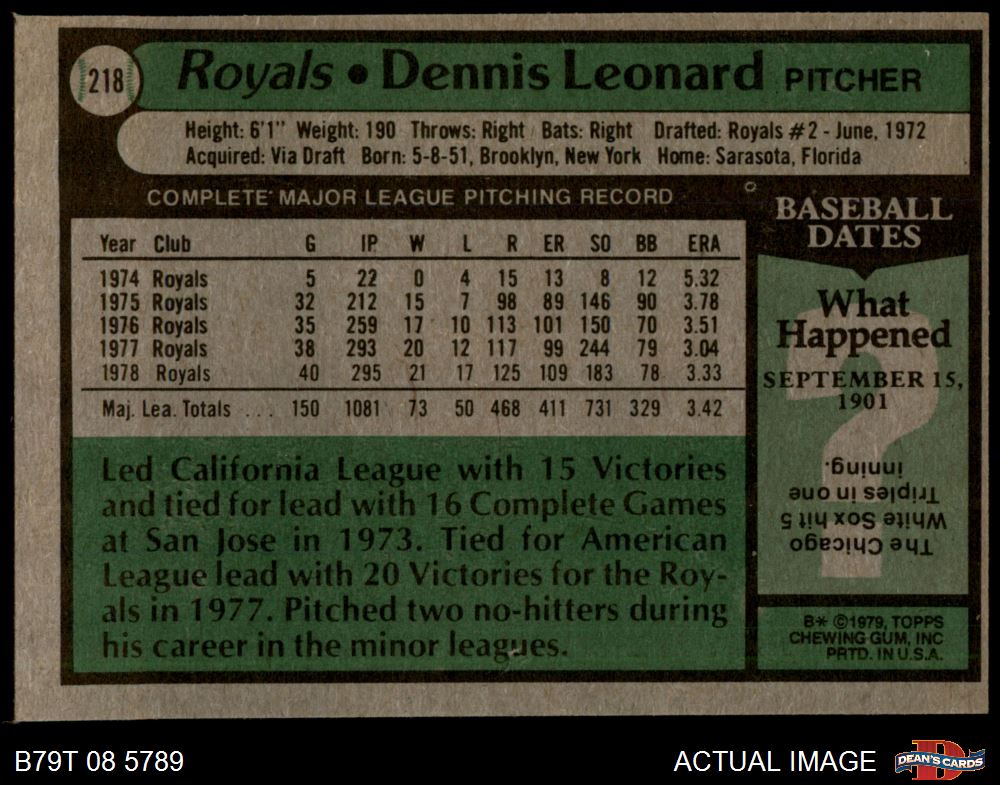 218
Royals • Dennis Leonard PITCHER
Height: 6'1" Weight: 190 Throws: Right Bats: Right Drafted: Royals #2 - June, 1972
Acquired: Via Draft Born: 5-8-51, Brooklyn, New York Home: Sarasota, Florida
COMPLETE MAJOR LEAGUE PITCHING RECORD
Year Club G IP W L R ER SO BB ERA
1974 Royals 5 22 0 4 15 13 8 12 5.32
1975 Royals 32 212 15 7 98 89 146 90 3.78
1976 Royals 35 259 17 10 113 101 150 70 3.51
1977 Royals 38 293 20 12 117 99 244 79 3.04
1978 Royals 40 295 21 17 125 109 183 78 3.33
Maj. Lea. Totals ... 150 1081 73 50 468 411 731 329 3.42
Led California League with 15 Victories
and tied for lead with 16 Complete Games
at San Jose in 1973. Tied for American
League lead with 20 Victories for the Roy-
als in 1977. Pitched two no-hitters during
his career in the minor leagues.
BASEBALL
DATES
What
Happened
SEPTEMBER 15,
1901
?
The Chicago
White Sox hit 5
Triples in one
inning.
B* ©1979, TOPPS
CHEWING GUM, INC
PRTD. IN U.S.A.
B79T 08 5789
ACTUAL IMAGE
D
DEAN'S CARDS